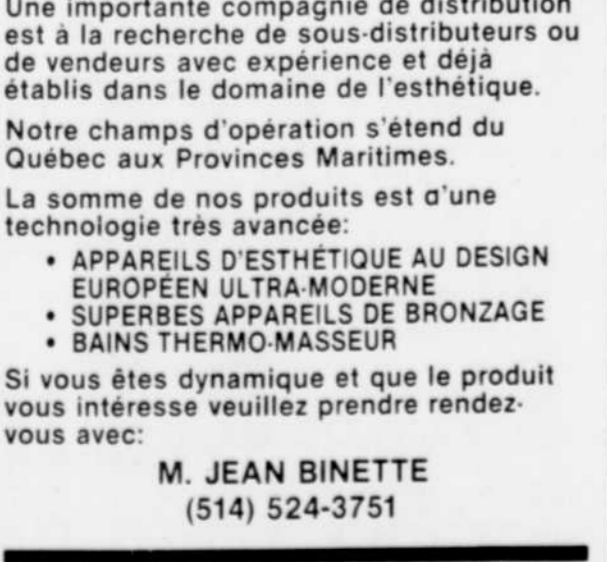 Une importante compagnie de distribution
est à la recherche de sous-distributeurs ou
de vendeurs avec expérience et déjà
établis dans le domaine de l'esthétique.
Notre champs d'opération s'étend du
Québec aux Provinces Maritimes.
La somme de nos produits est d'une
technologie très avancée:
• APPAREILS D'ESTHÉTIQUE AU DESIGN
EUROPÉEN ULTRA-MODERNE
• SUPERBES APPAREILS DE BRONZAGE
• BAINS THERMO-MASSEUR
Si vous êtes dynamique et que le produit
vous intéresse veuillez prendre rendez-
vous avec:
M. JEAN BINETTE
(514) 524-3751